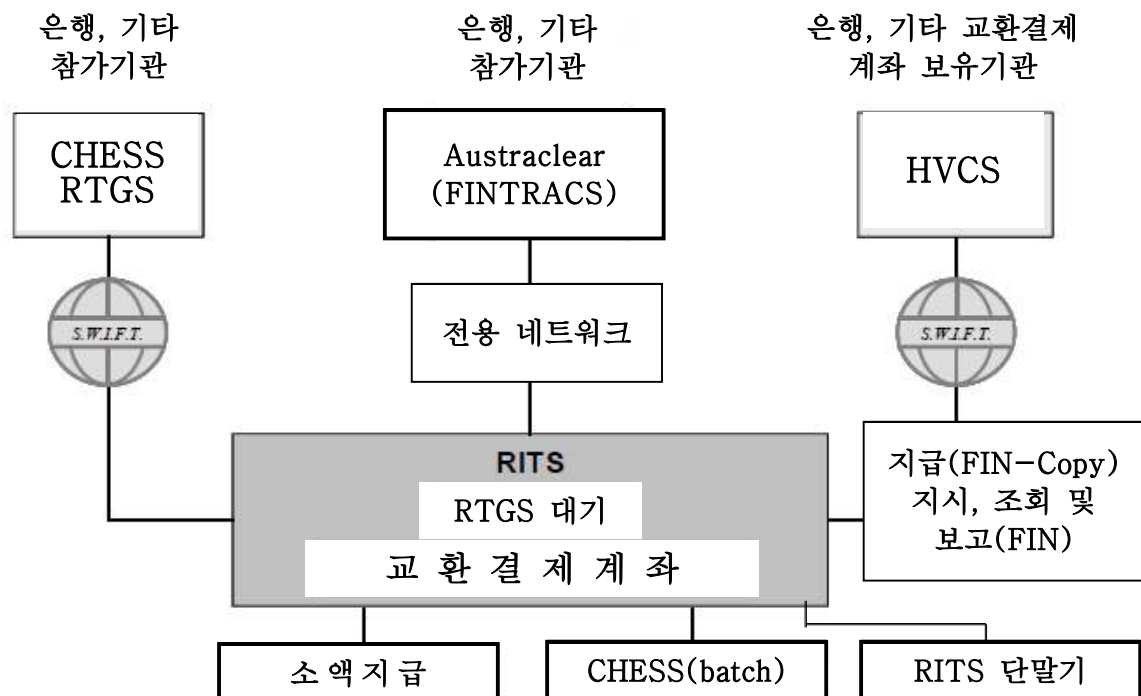 은행, 기타
참가기관
은행, 기타
참가기관
은행, 기타 교환결제
계좌 보유기관
CHESS
RTGS
Austraclear
(FINTRACS)
HVCS
S.W.I.F.T.
전용 네트워크
S.W.I.F.T.
RITS
RTGS 대기
교 환 결 제 계 좌
지급(FIN-Copy)
지시, 조회 및
보고(FIN)
소액지급
CHESS(batch)
RITS 단말기